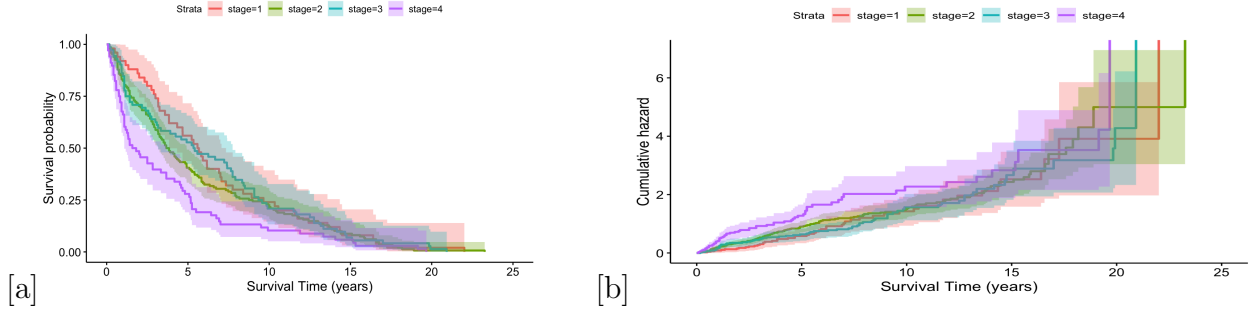 Strata stage=1 stage=2 stage=3 stage=4
Survival probability
1.00
0.75
0.50
0.25
0.00
0 5 10 15 20 25
Survival Time (years)
[a]
Strata stage=1 stage=2 stage=3 stage=4
Cumulative hazard
6
4
2
0
0 5 10 15 20 25
Survival Time (years)
[b]